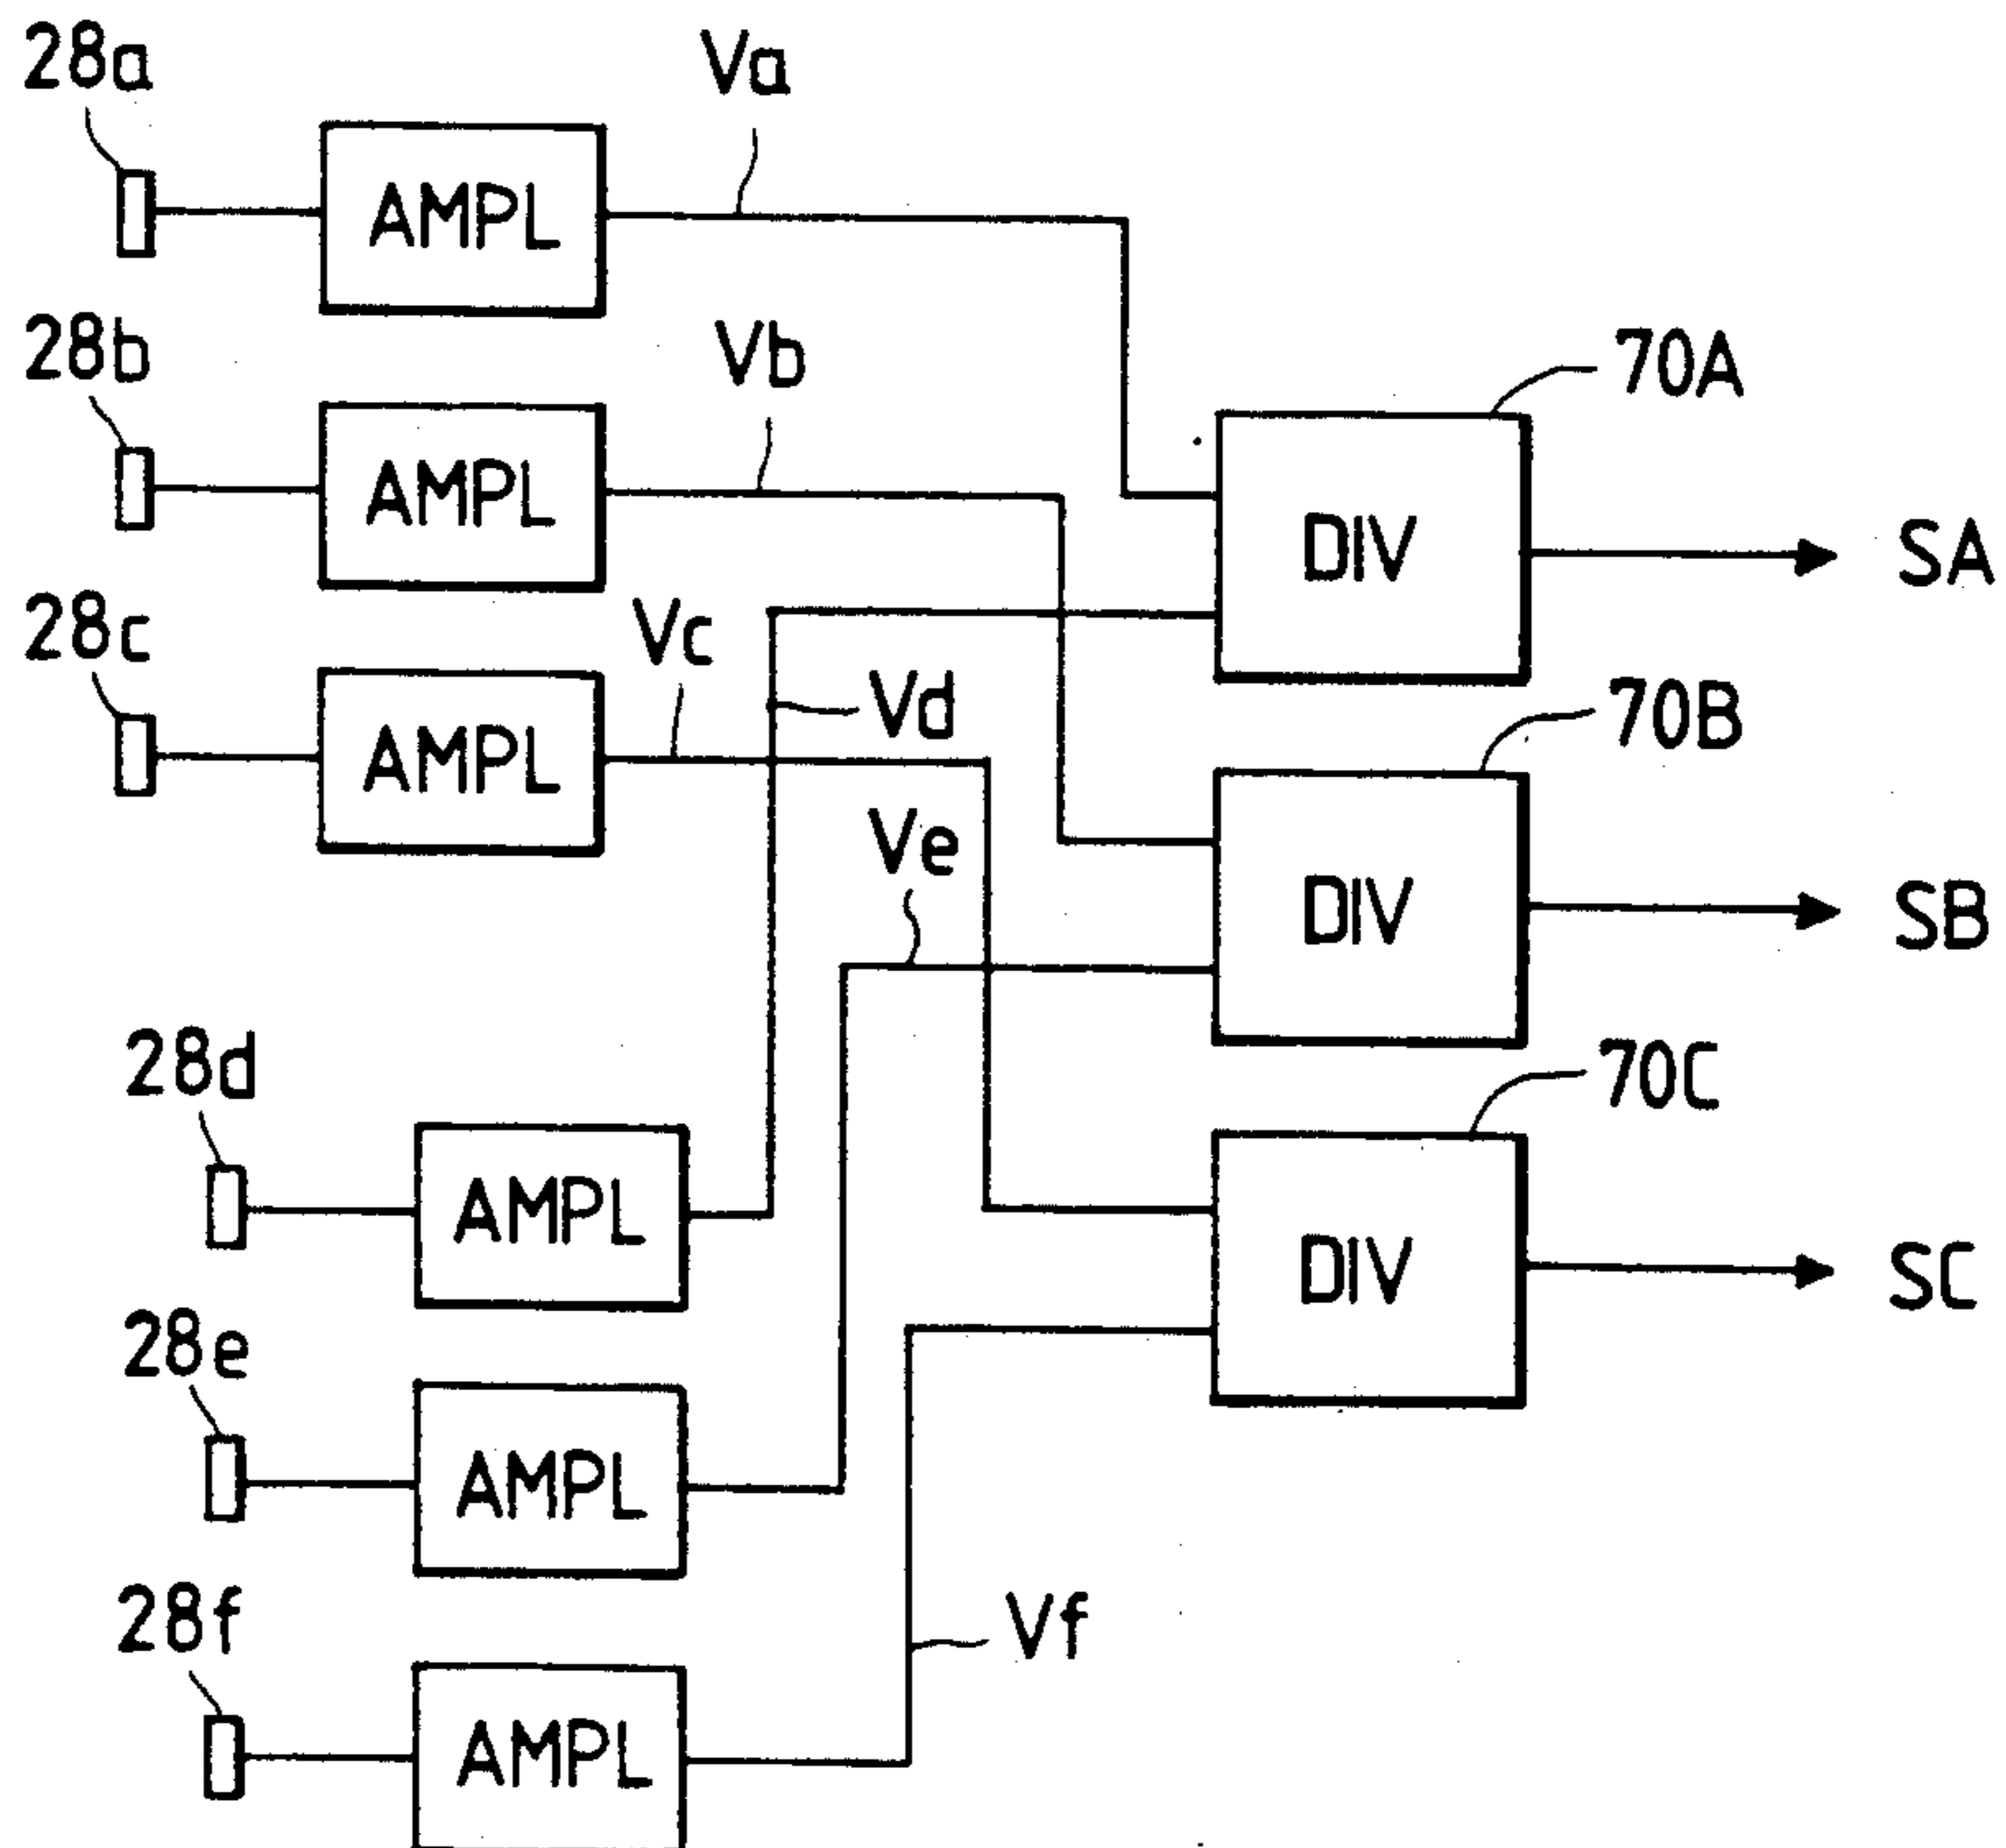 28a
Va
AMPL
28b
Vb
70A
AMPL
DIV
SA
28c
Vc
Vd
70B
AMPL
Ve
DIV
SB
28d
70C
AMPL
DIV
SC
28e
AMPL
28f
Vf
AMPL